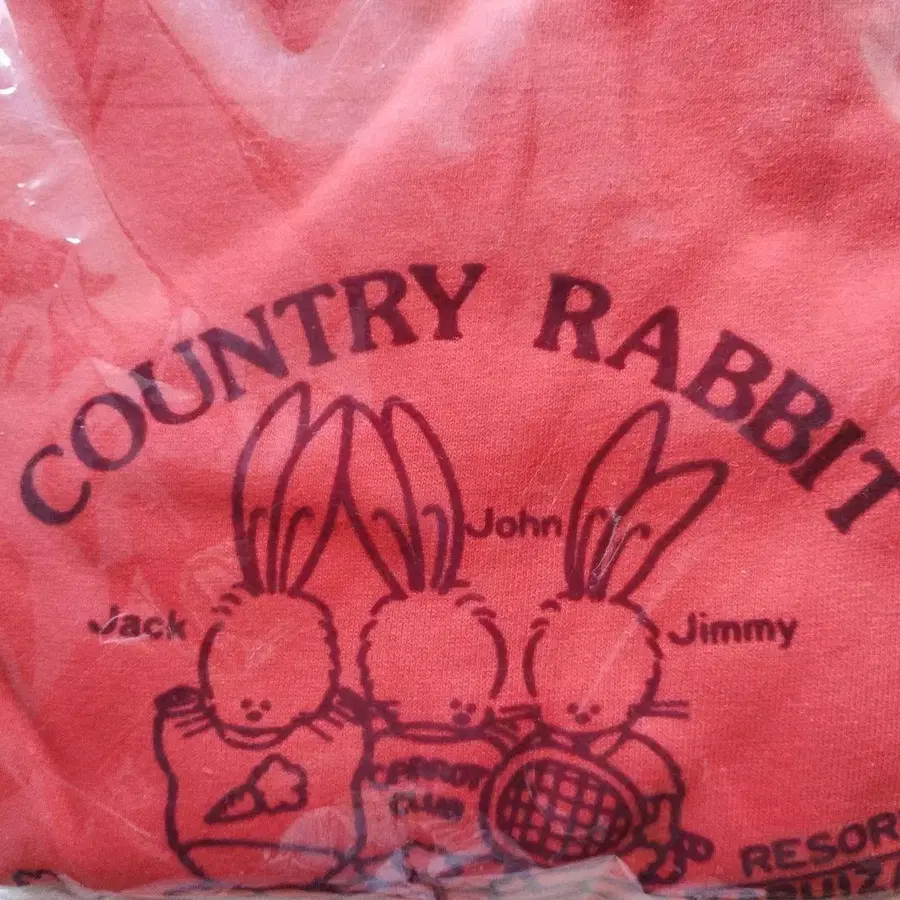 COUNTRY RABBIT
John
Jack
Jimmy
CARROT
CLUB
RESOR